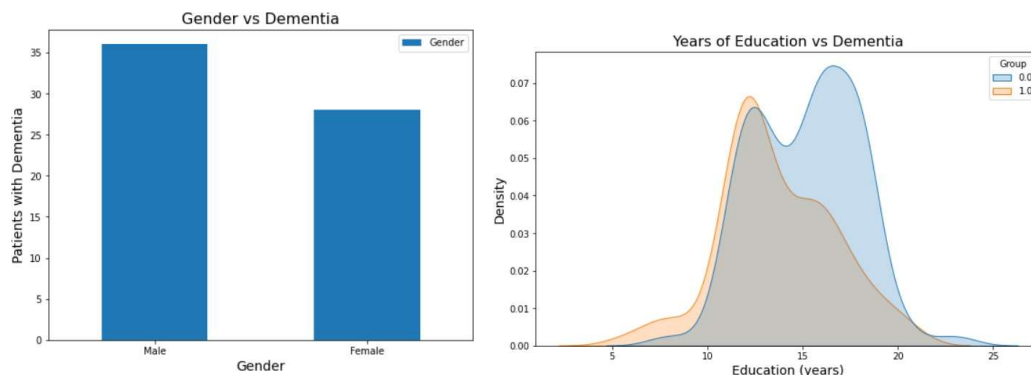 Gender vs Dementia
Gender
35
30
25
20
15
10
5
0
Patients with Dementia
Male
Female
Gender
Years of Education vs Dementia
Group
0.0
1.0
0.07
0.06
0.05
0.04
0.03
0.02
0.01
0.00
Density
5
10
15
20
25
Education (years)